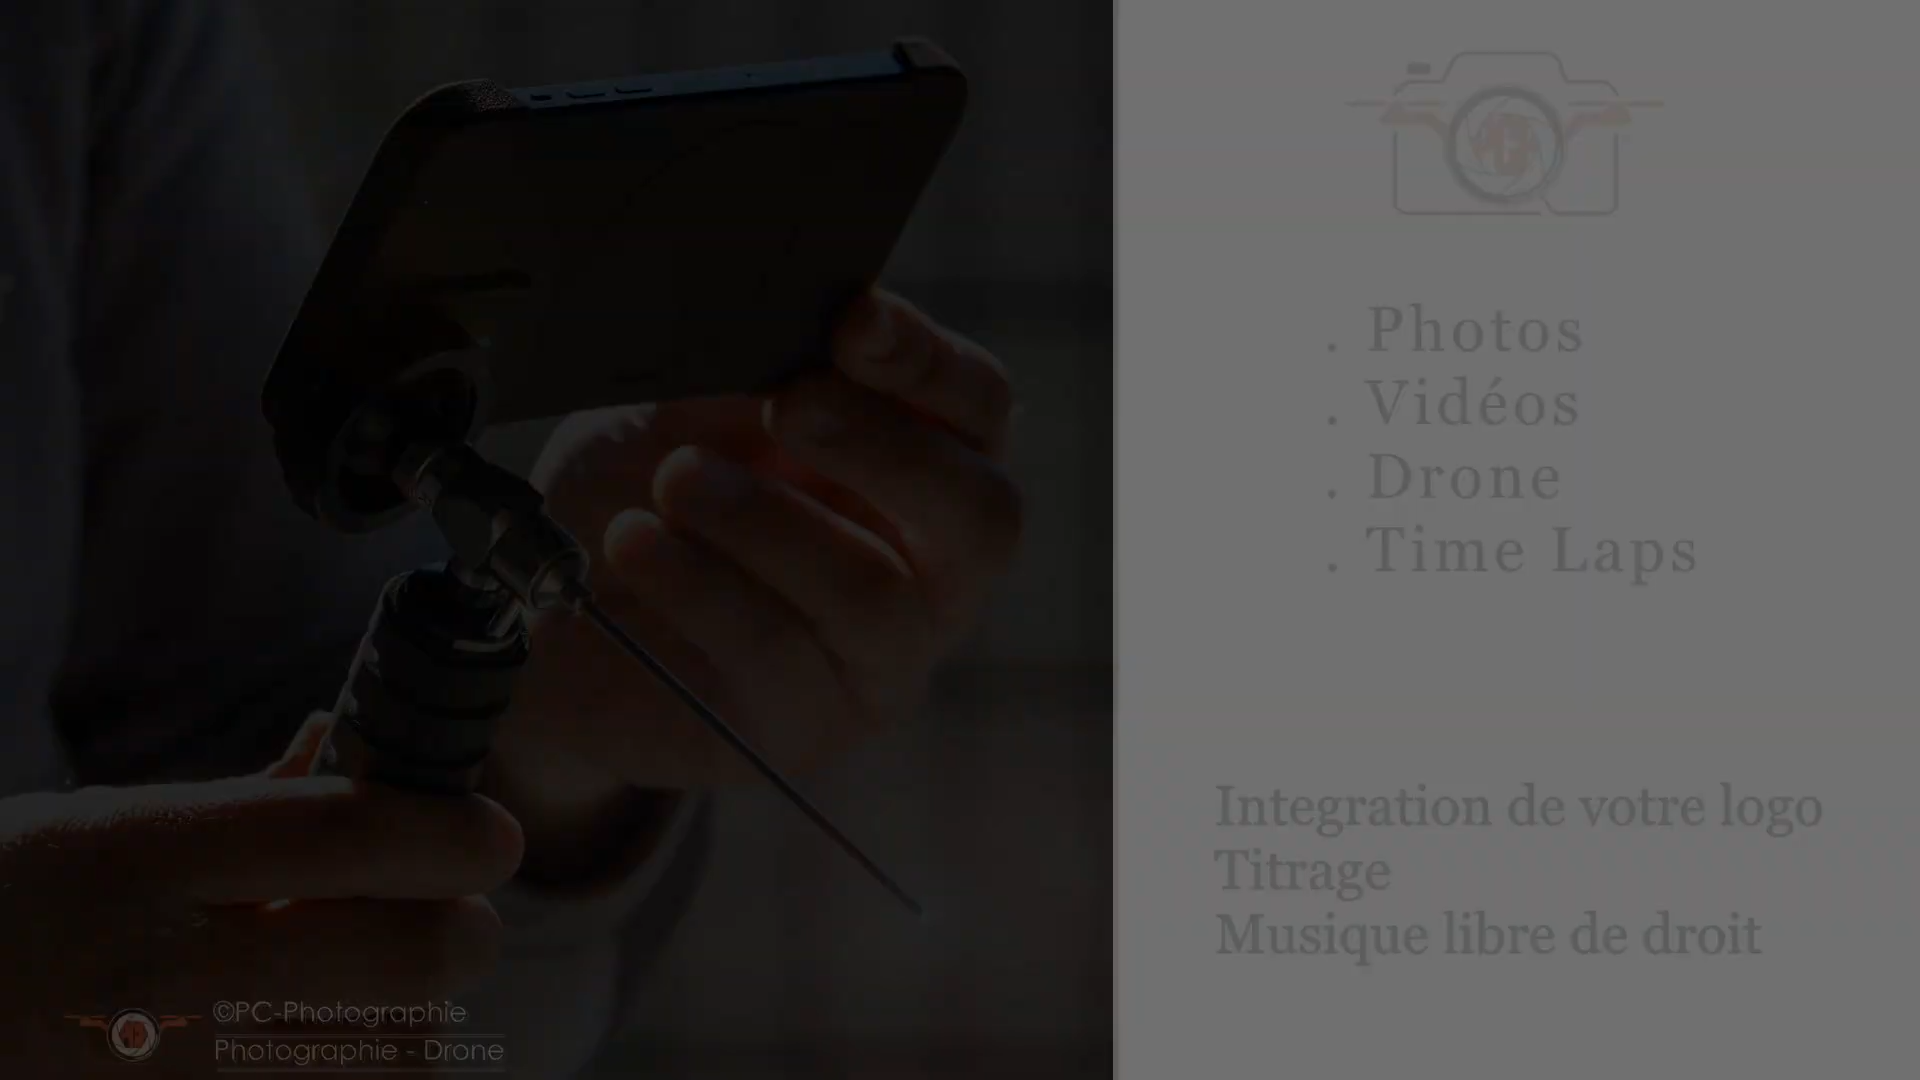 . Photos
. Vidéos
. Drone
. Time Laps
Integration de votre logo
Titrage
Musique libre de droit
©PC-Photographie
Photographie - Drone